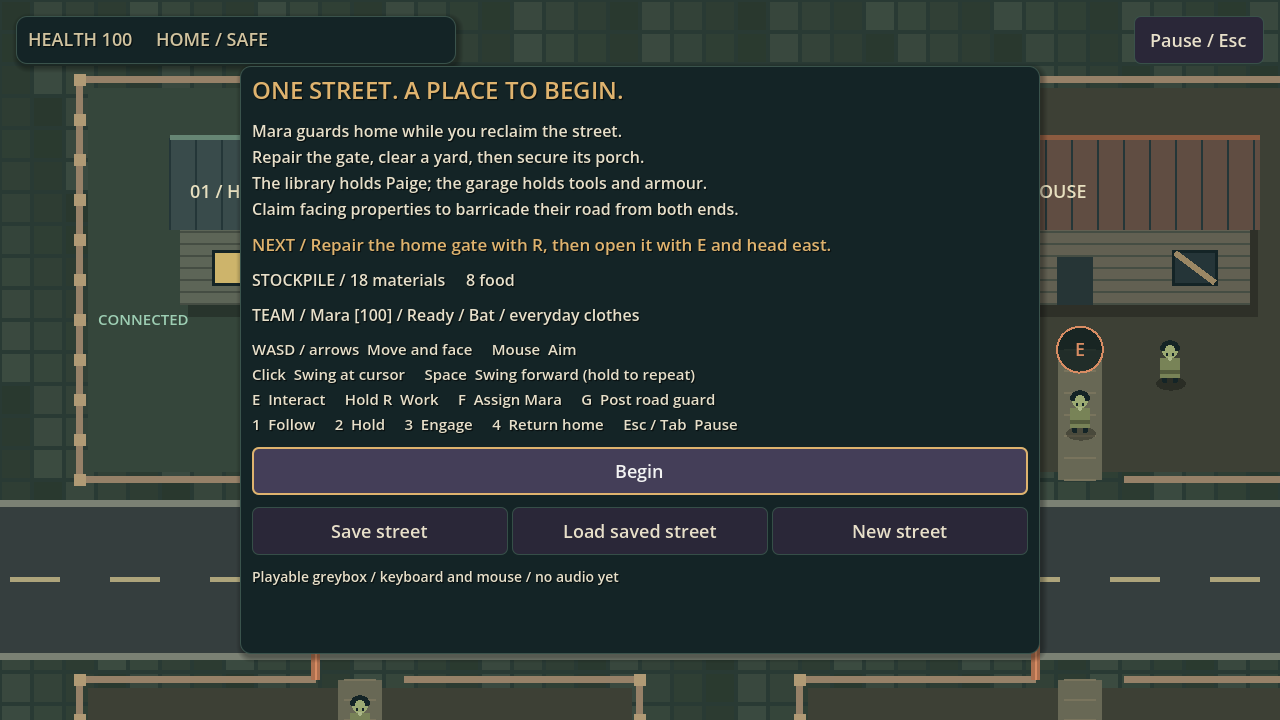 HEALTH 100 HOME / SAFE
Pause / Esc
ONE STREET. A PLACE TO BEGIN.
Mara guards home while you reclaim the street.
Repair the gate, clear a yard, then secure its porch.
The library holds Paige; the garage holds tools and armour.
Claim facing properties to barricade their road from both ends.
NEXT / Repair the home gate with R, then open it with E and head east.
STOCKPILE / 18 materials 8 food
TEAM / Mara [100] / Ready / Bat / everyday clothes
WASD / arrows Move and face Mouse Aim
Click Swing at cursor Space Swing forward (hold to repeat)
E Interact Hold R Work F Assign Mara G Post road guard
1 Follow 2 Hold 3 Engage 4 Return home Esc / Tab Pause
Begin
Save street Load saved street New street
Playable greybox / keyboard and mouse / no audio yet
01 / H
OUSE
CONNECTED
E